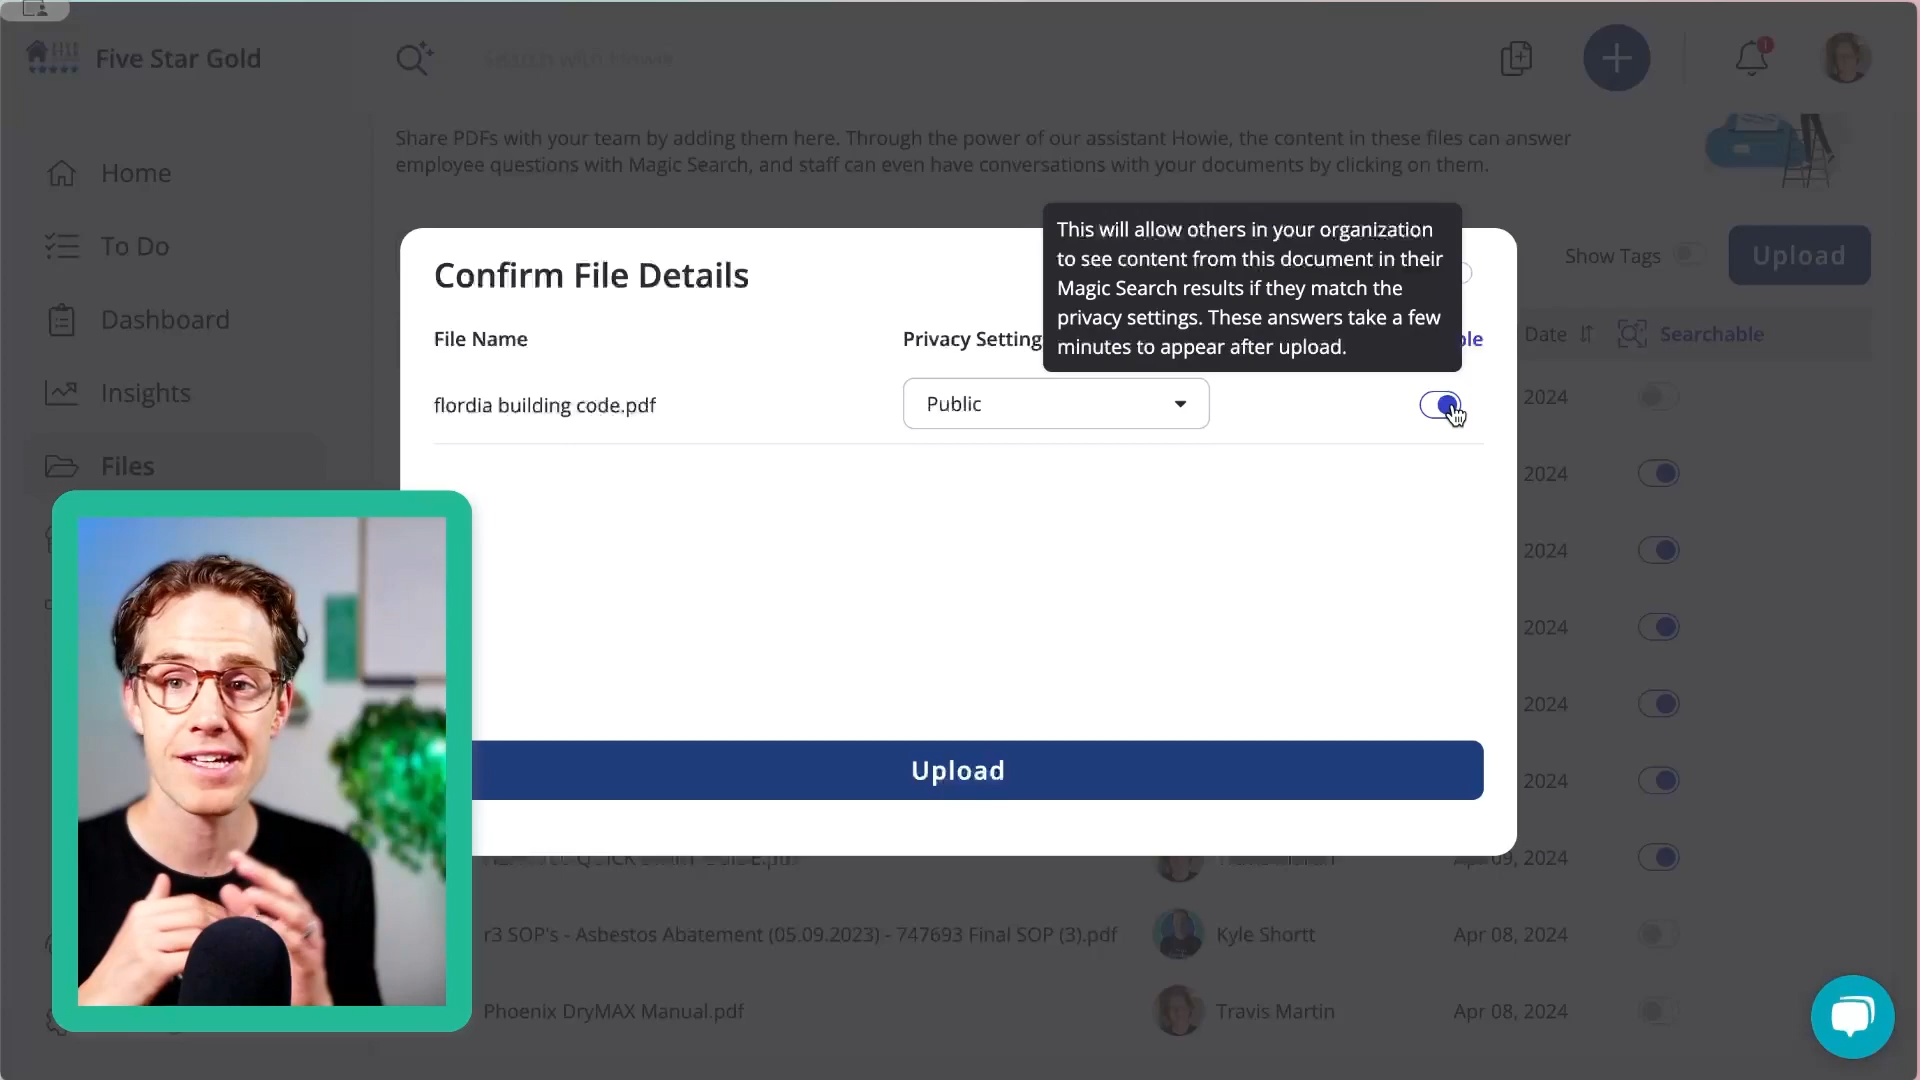 Five Star Gold
Search with Howie
Share PDFs with your team by adding them here. Through the power of our assistant Howie, the content in these files can answer
employee questions with Magic Search, and staff can even have conversations with your documents by clicking on them.
Home
To Do
Dashboard
Insights
Files
Show Tags
Upload
Date
Searchable
Confirm File Details
This will allow others in your organization
to see content from this document in their
Magic Search results if they match the
privacy settings. These answers take a few
minutes to appear after upload.
File Name
Privacy Setting
ble
flordia building code.pdf
Public
2024
2024
2024
2024
2024
2024
Upload
09, 2024
r3 SOP's - Asbestos Abatement (05.09.2023) - 747693 Final SOP (3).pdf
Kyle Shortt
Apr 08, 2024
Phoenix DryMAX Manual.pdf
Travis Martin
Apr 08, 2024